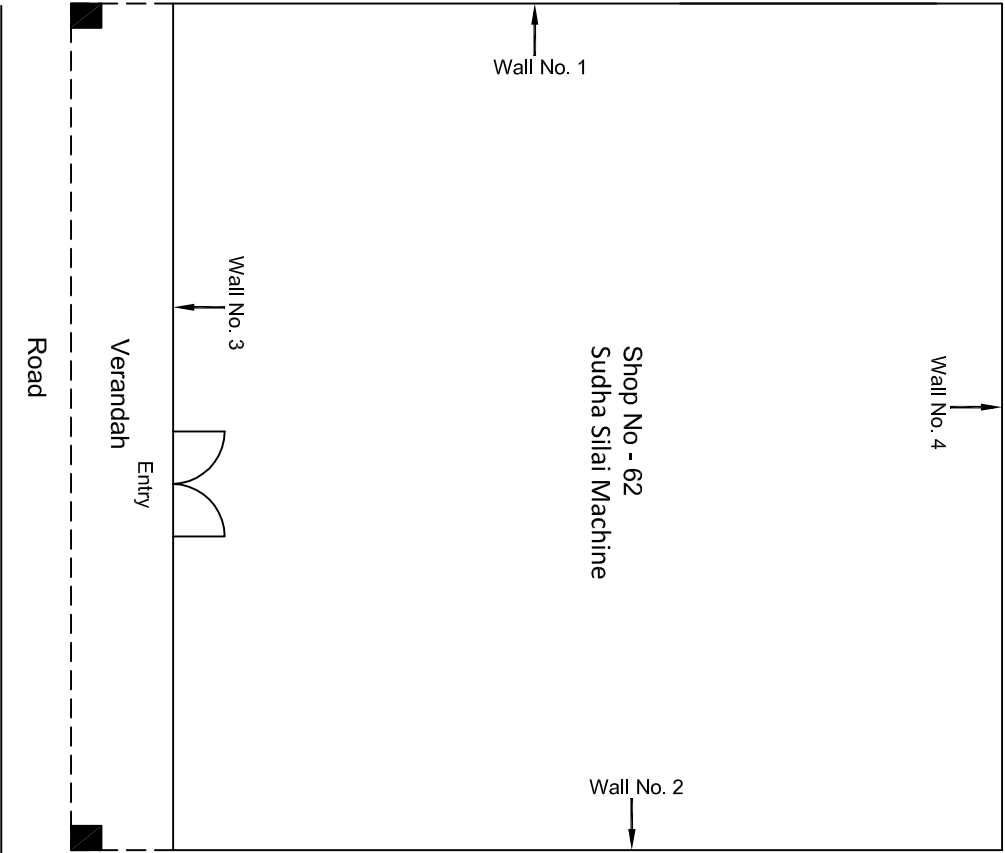 Wall No. 1
Wall No. 3
Wall No. 4
Shop No - 62
Sudha Silai Machine
Road
Verandah
Entry
Wall No. 2